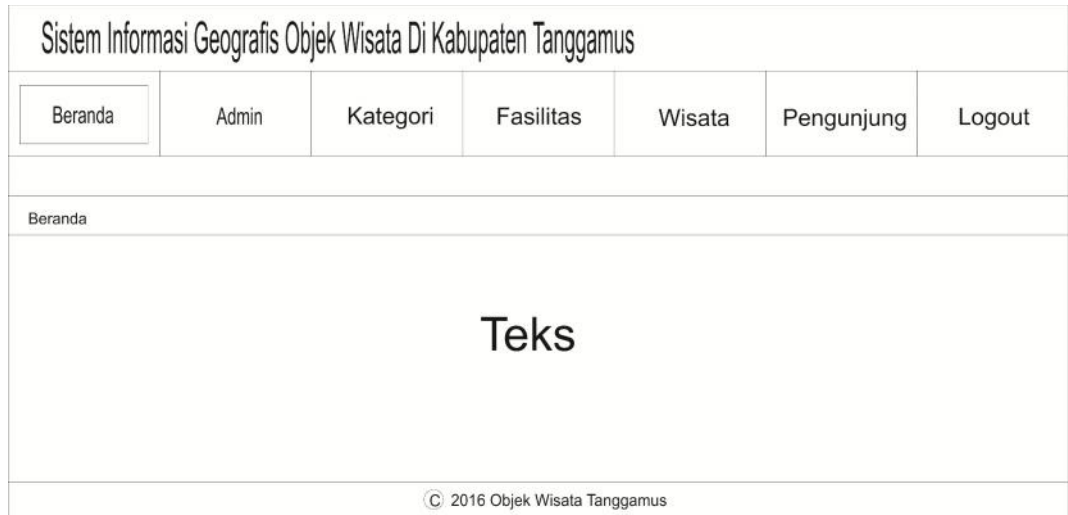 Sistem Informasi Geografis Objek Wisata Di Kabupaten Tanggamus
Beranda Admin Kategori Fasilitas Wisata Pengunjung Logout
Beranda
Teks
© 2016 Objek Wisata Tanggamus